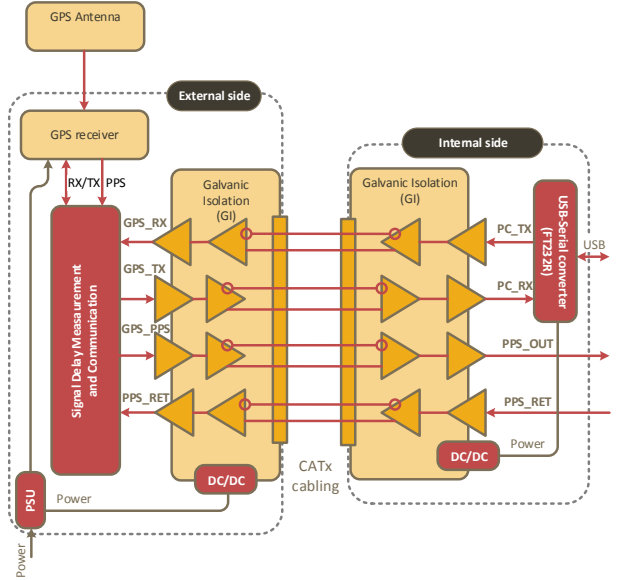 GPS Antenna
External side
GPS receiver
Internal side
RX/TX
PPS
Galvanic
Isolation
(GI)
Galvanic Isolation
(GI)
GPS_RX
PC_TX
USB-Serial converter
(FT232R)
USB
GPS_TX
PC_RX
Signal Delay Measaurement
and Communication
GPS_PPS
PPS_OUT
PPS_RET
PPS_RET
DC/DC
Power
CATx
cabling
DC/DC
PSU
Power
Power